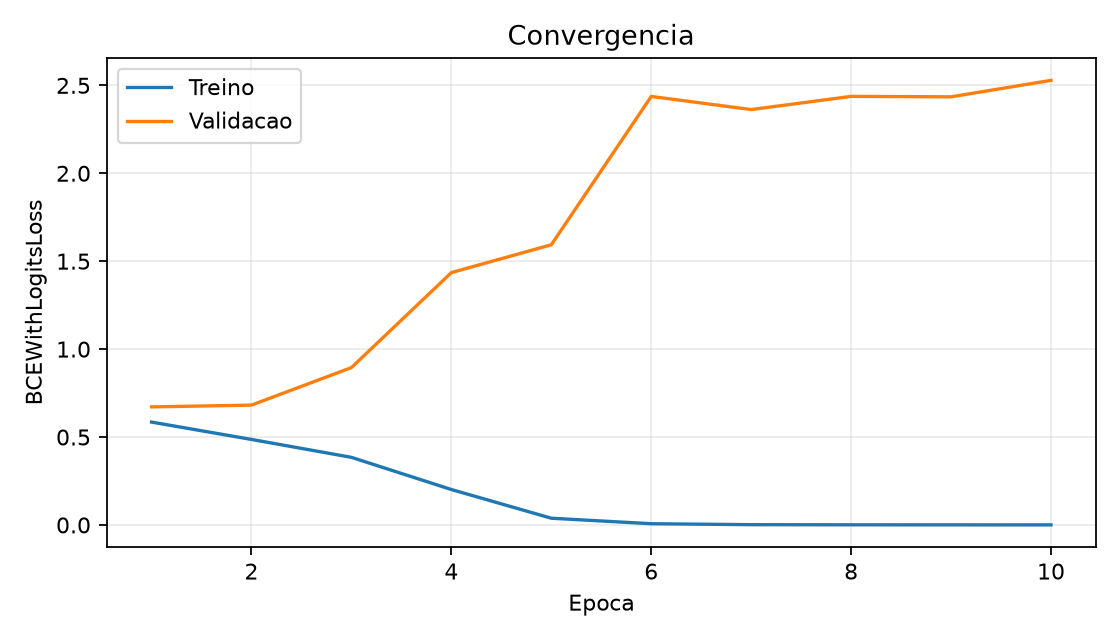 Convergencia
Treino
Validacao
2.5
2.0
1.5
1.0
0.5
0.0
BCEWithLogitsLoss
2 4 6 8 10
Epoca